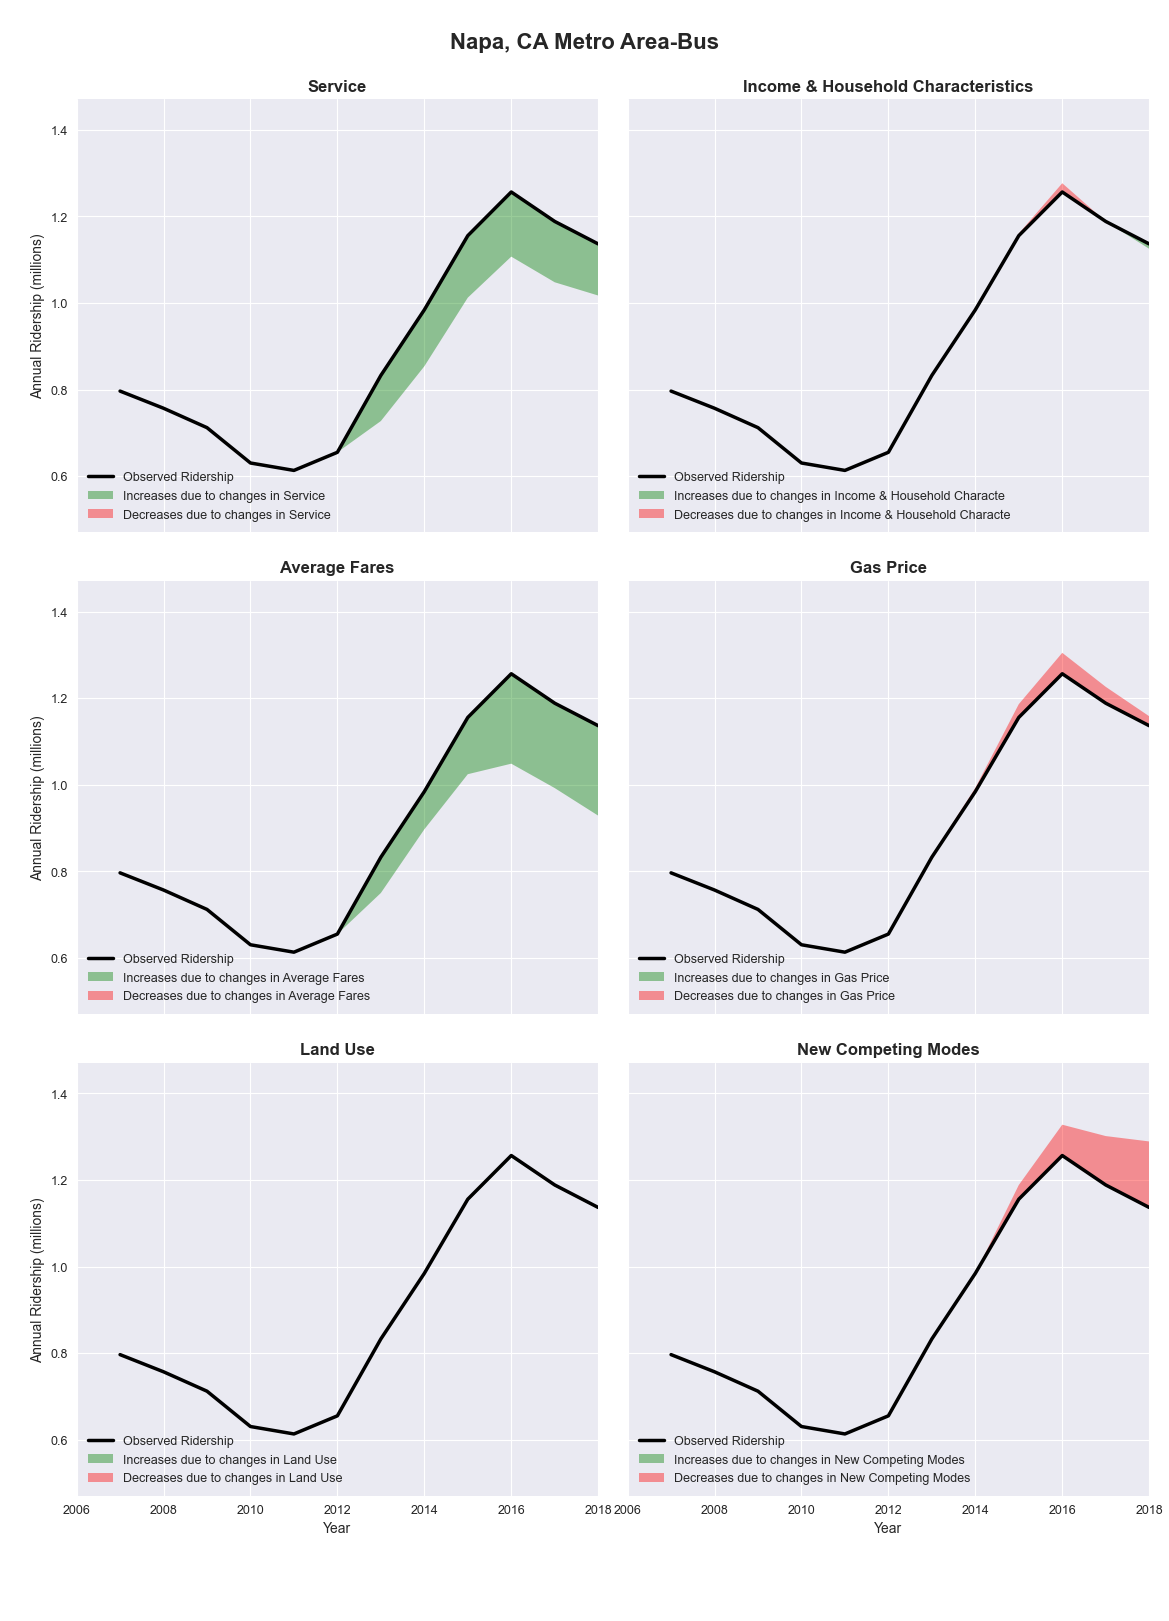 Napa, CA Metro Area-Bus
Service
Income & Household Characteristics
Annual Ridership (millions)
1.4
1.2
1.0
0.8
0.6
Observed Ridership
Increases due to changes in Service
Decreases due to changes in Service
Observed Ridership
Increases due to changes in Income & Household Characte
Decreases due to changes in Income & Household Characte
Average Fares
Gas Price
Annual Ridership (millions)
1.4
1.2
1.0
0.8
0.6
Observed Ridership
Increases due to changes in Average Fares
Decreases due to changes in Average Fares
Observed Ridership
Increases due to changes in Gas Price
Decreases due to changes in Gas Price
Land Use
New Competing Modes
Annual Ridership (millions)
1.4
1.2
1.0
0.8
0.6
Observed Ridership
Increases due to changes in Land Use
Decreases due to changes in Land Use
Observed Ridership
Increases due to changes in New Competing Modes
Decreases due to changes in New Competing Modes
2006 2008 2010 2012 2014 2016 2018
2006 2008 2010 2012 2014 2016 2018
Year
Year